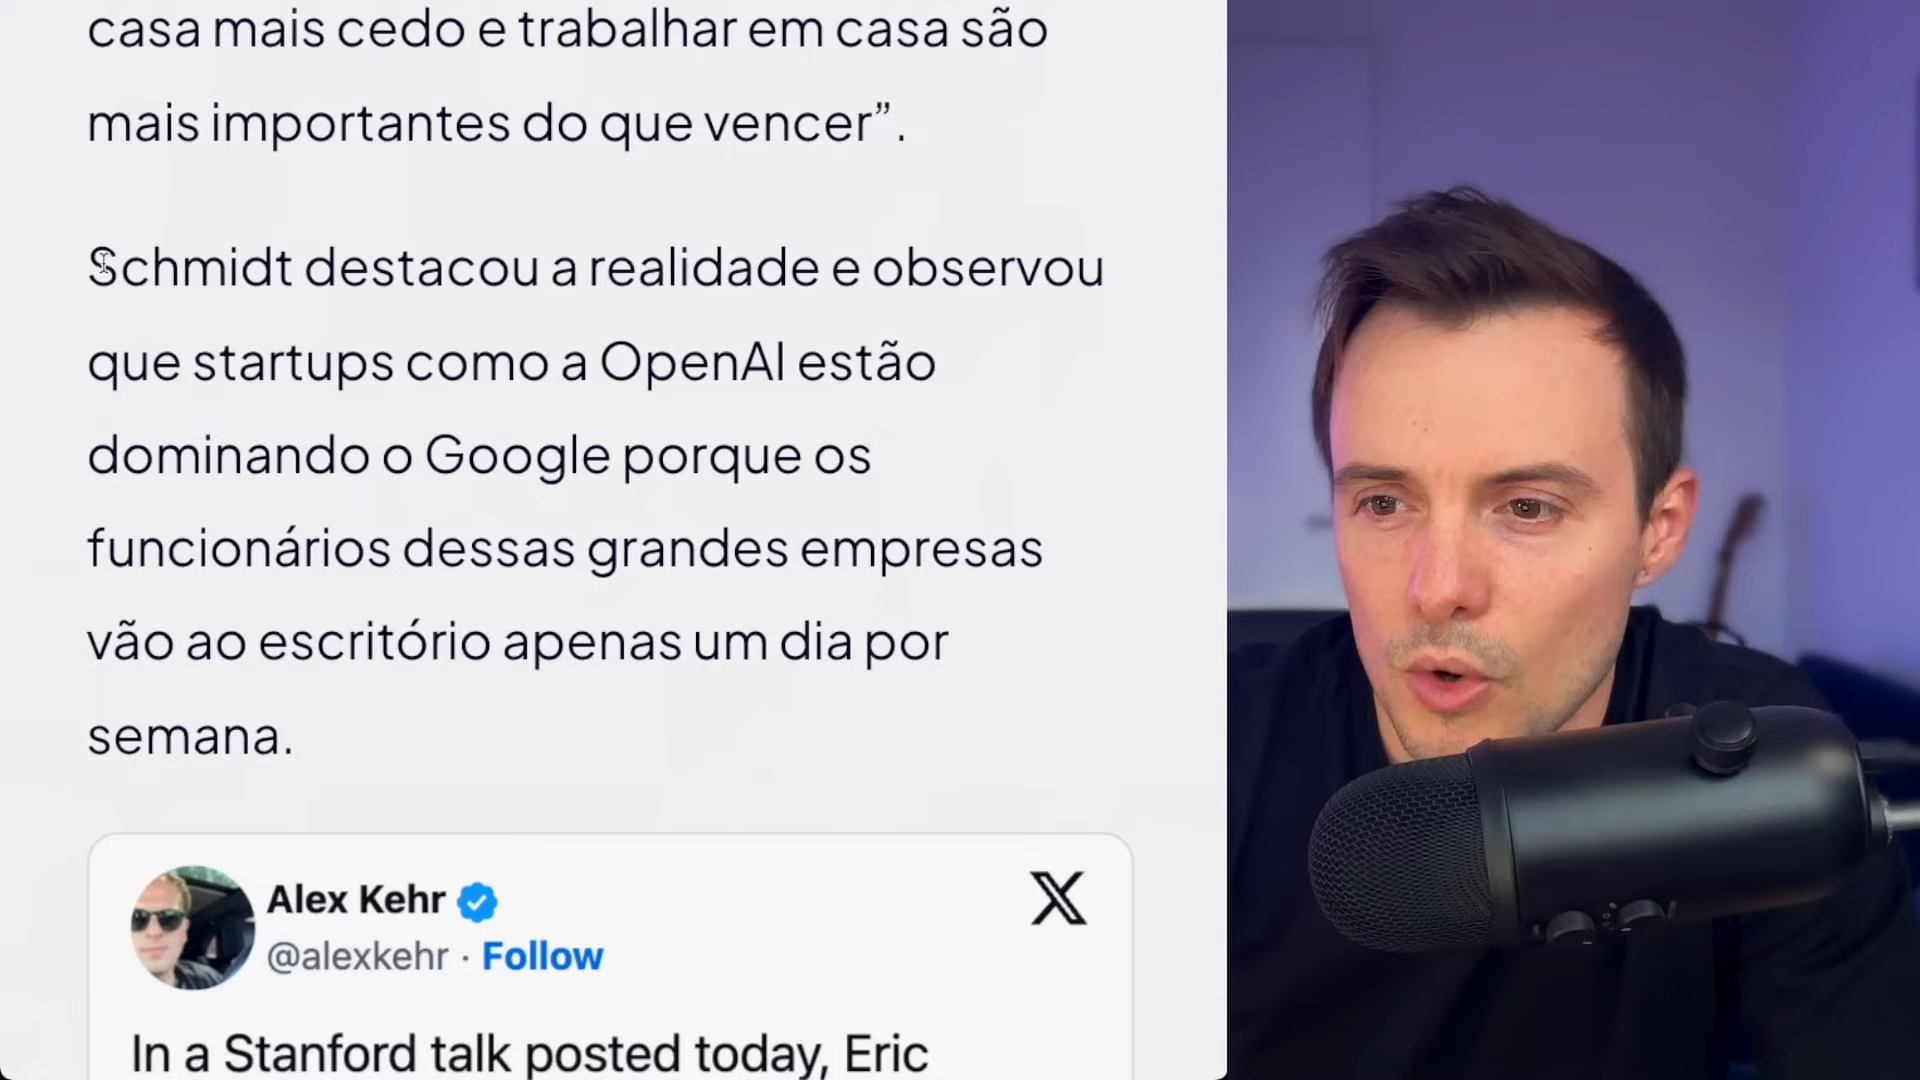 casa mais cedo e trabalhar em casa são
mais importantes do que vencer”.
Schmidt destacou a realidade e observou
que startups como a OpenAI estão
dominando o Google porque os
funcionários dessas grandes empresas
vão ao escritório apenas um dia por
semana.
Alex Kehr
@alexkehr · Follow
In a Stanford talk posted today, Eric